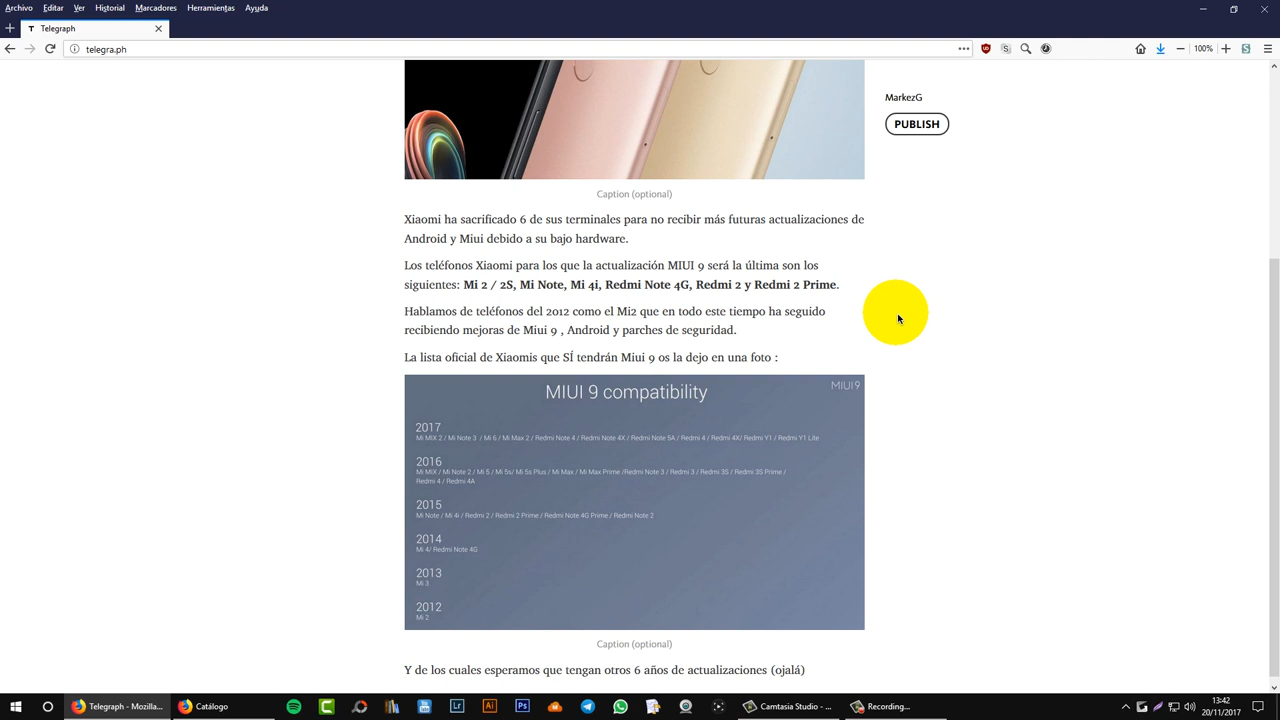 Archivo Editar Ver Historial Marcadores Herramientas Ayuda
Telegraph
telegra.ph
100%
MarkezG
PUBLISH
Caption (optional)
Xiaomi ha sacrificado 6 de sus terminales para no recibir más futuras actualizaciones de
Android y Miui debido a su bajo hardware.
Los teléfonos Xiaomi para los que la actualización MIUI 9 será la última son los
siguientes: Mi 2 / 2S, Mi Note, Mi 4i, Redmi Note 4G, Redmi 2 y Redmi 2 Prime.
Hablamos de teléfonos del 2012 como el Mi2 que en todo este tiempo ha seguido
recibiendo mejoras de Miui 9 , Android y parches de seguridad.
La lista oficial de Xiaomis que SÍ tendrán Miui 9 os la dejo en una foto :
MIUI 9 compatibility
MIUI9
2017
Mi MIX 2 / Mi Note 3 / Mi 6 / Mi Max 2 / Redmi Note 4 / Redmi Note 4X / Redmi Note 5A / Redmi 4 / Redmi 4X/ Redmi Y1 / Redmi Y1 Lite
2016
Mi MIX / Mi Note 2 / Mi 5 / Mi 5s/ Mi 5s Plus / Mi Max / Mi Max Prime /Redmi Note 3 / Redmi 3 / Redmi 3S / Redmi 3S Prime /
Redmi 4 / Redmi 4A
2015
Mi Note / Mi 4i / Redmi 2 / Redmi 2 Prime / Redmi Note 4G Prime / Redmi Note 2
2014
Mi 4/ Redmi Note 4G
2013
Mi 3
2012
Mi 2
Caption (optional)
Y de los cuales esperamos que tengan otros 6 años de actualizaciones (ojalá)
Telegraph - Mozilla...
Catálogo
Lr
Ai
Ps
Camtasia Studio - ...
Recording...
13:42
20/11/2017